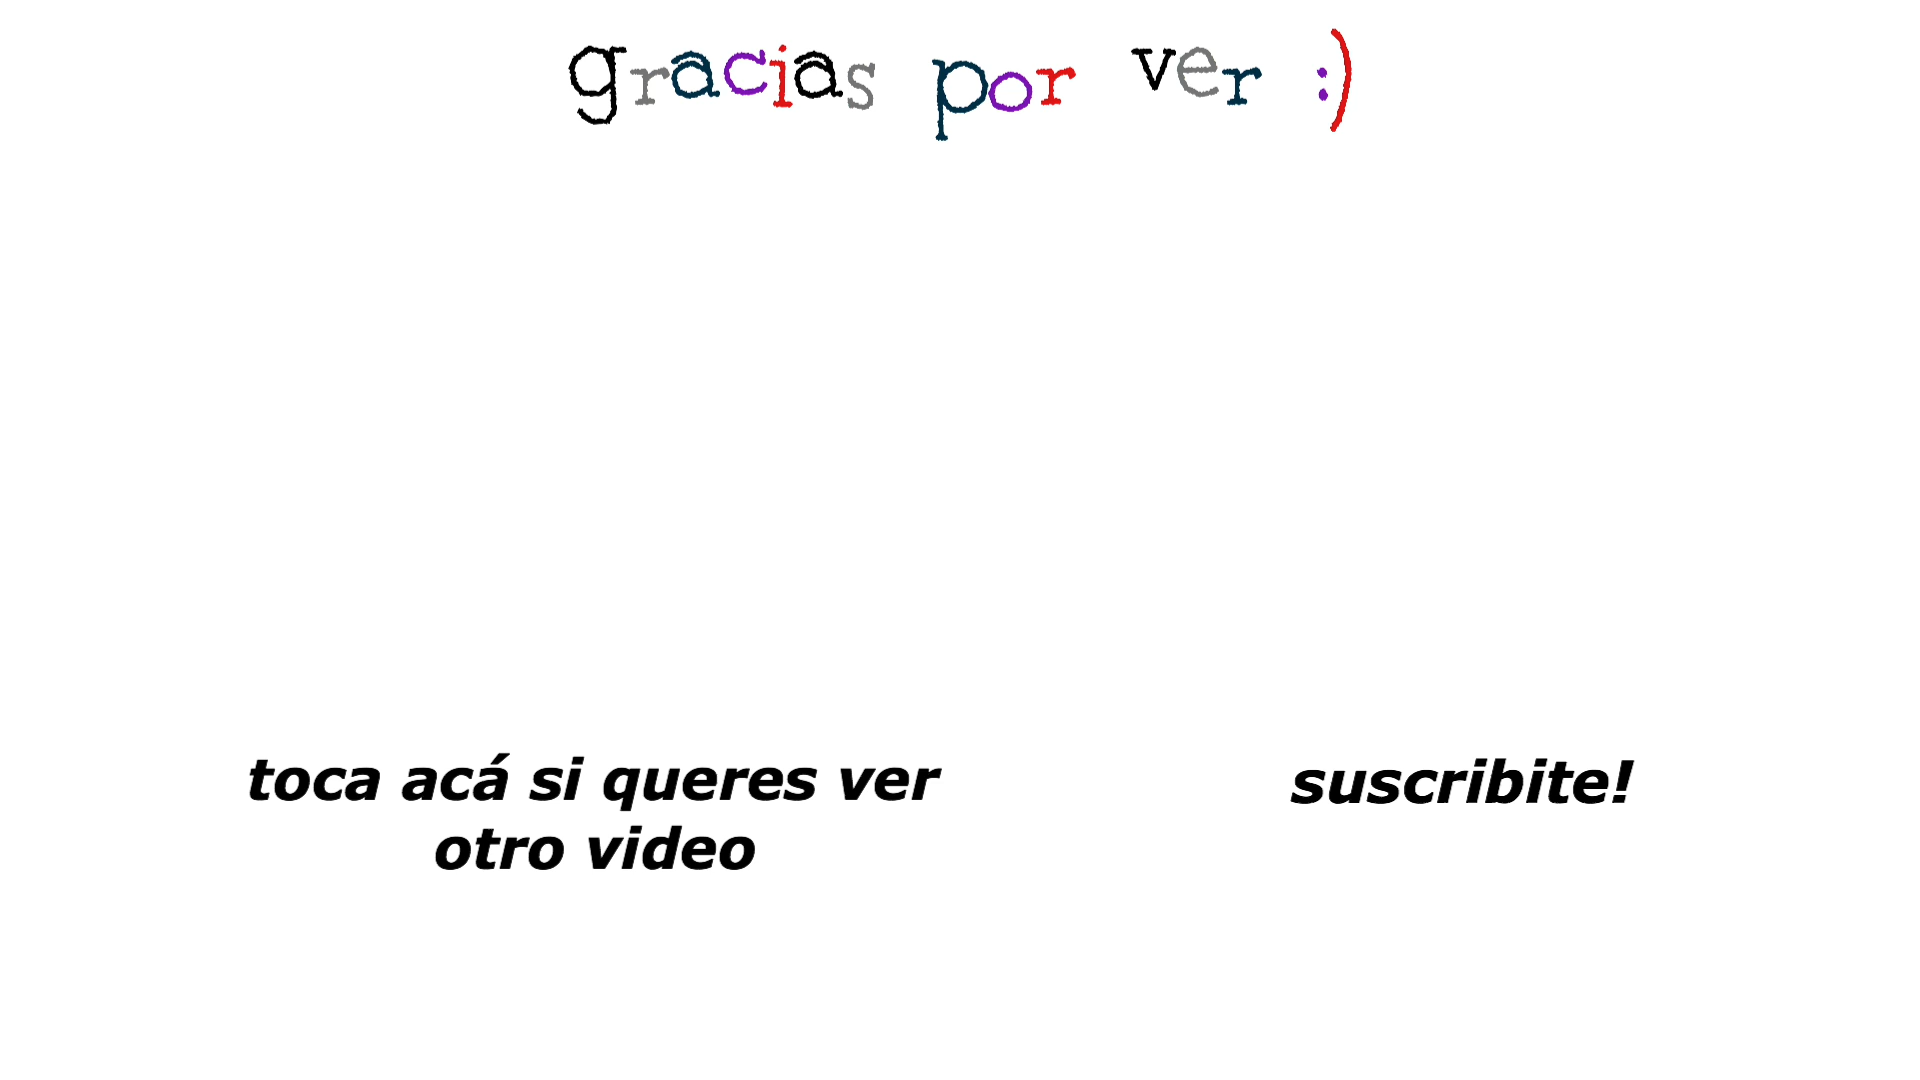 gracias por ver :)
toca acá si queres ver
otro video
suscribite!